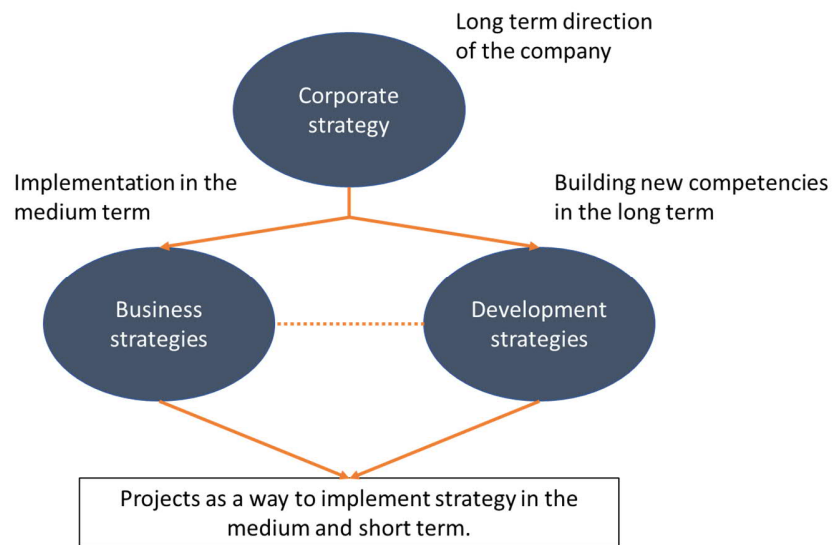 Long term direction
of the company
Corporate
strategy
Implementation in the
medium term
Building new competencies
in the long term
Business
strategies
Development
strategies
Projects as a way to implement strategy in the
medium and short term.